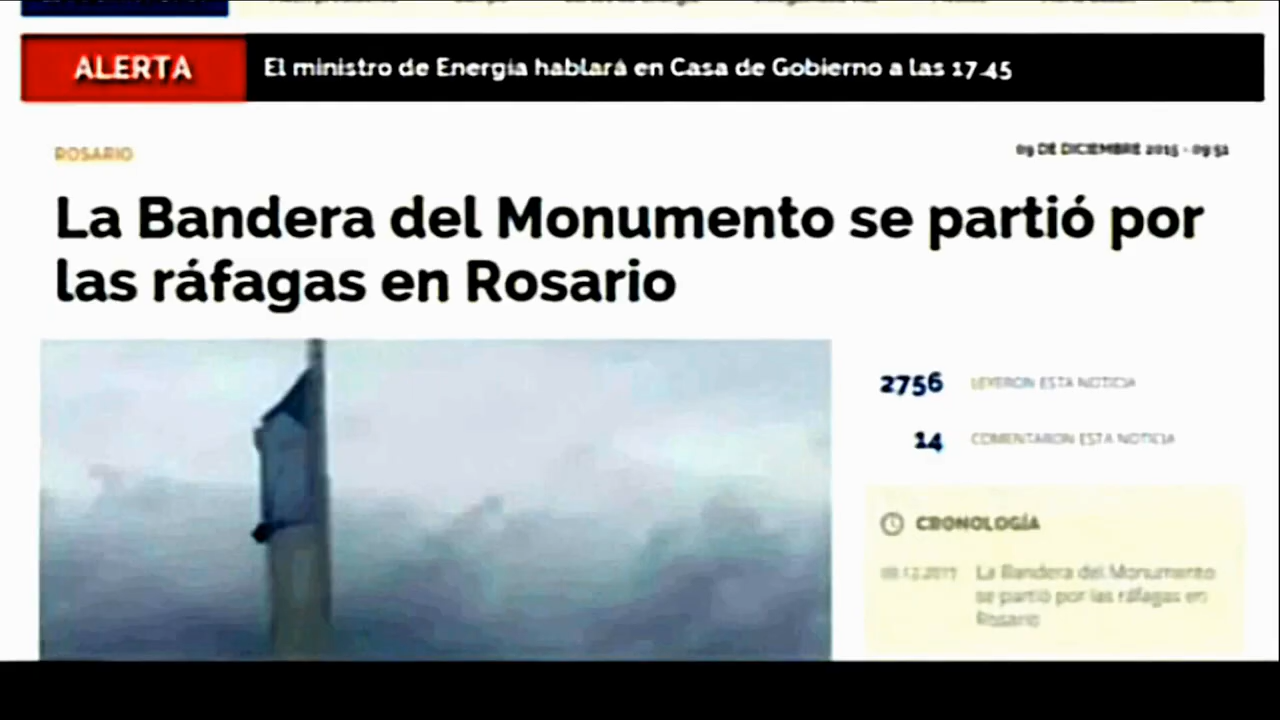 ALERTA
El ministro de Energía hablará en Casa de Gobierno a las 17.45
ROSARIO
09 DE DICIEMBRE 2015 - 09:51
La Bandera del Monumento se partió por
las ráfagas en Rosario
2756 LEYERON ESTA NOTICIA
14 COMENTARON ESTA NOTICIA
CRONOLOGÍA
La Bandera del Monumento
se partió por las ráfagas en
Rosario